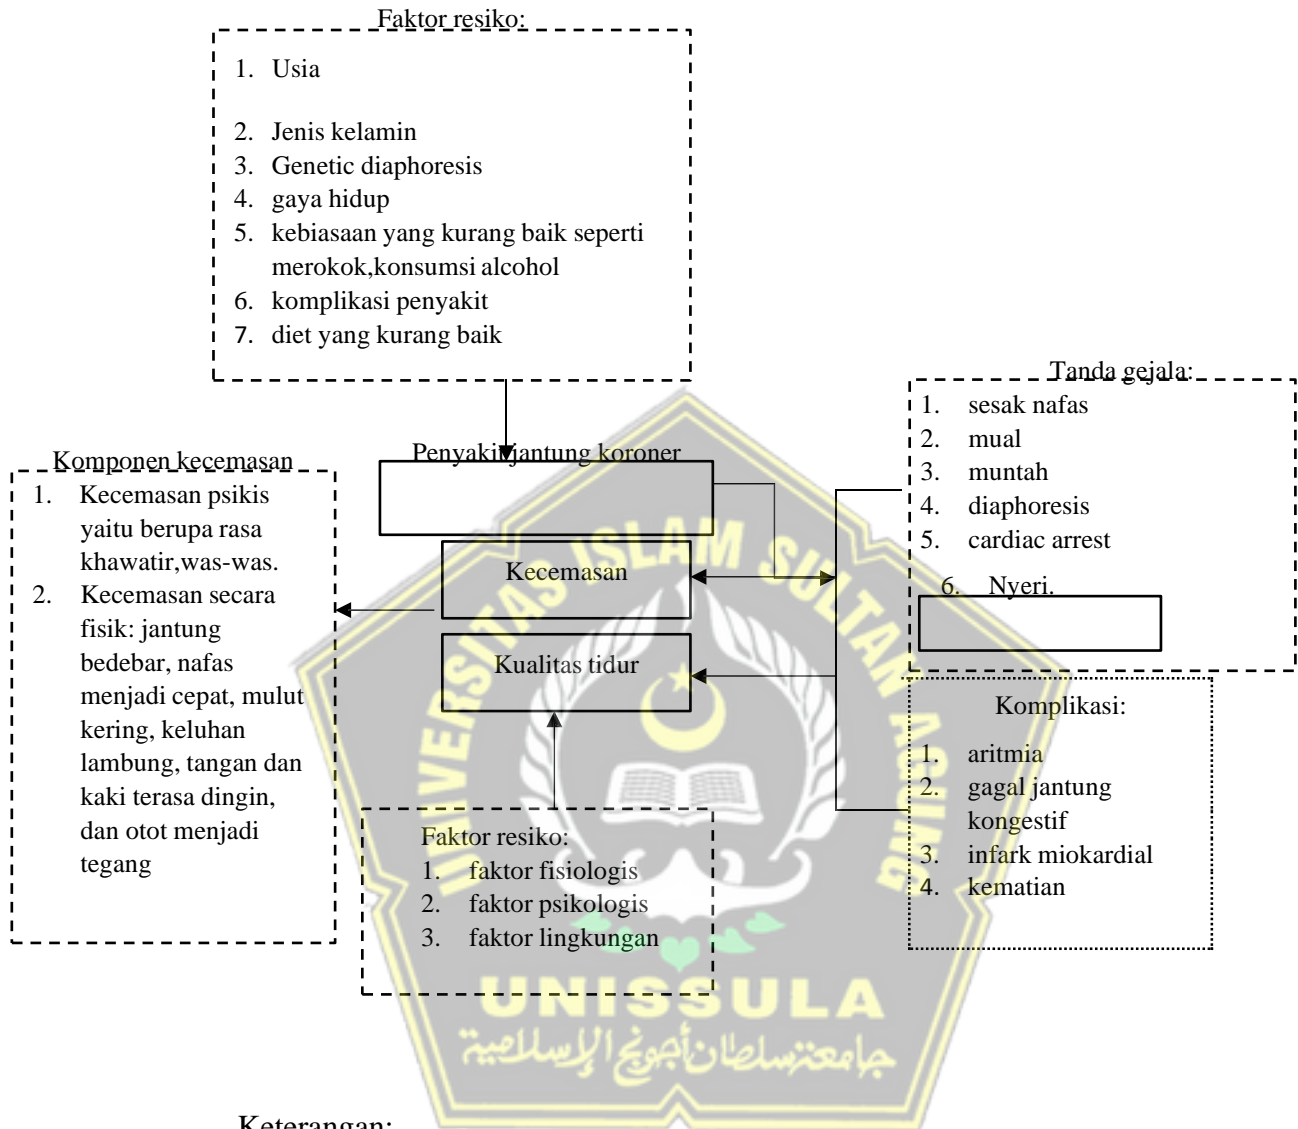 Faktor resiko:
1. Usia
2. Jenis kelamin
3. Genetic diaphoresis
4. gaya hidup
5. kebiasaan yang kurang baik seperti
merokok,konsumsi alcohol
6. komplikasi penyakit
7. diet yang kurang baik
Penyakit jantung koroner
Tanda gejala:
1. sesak nafas
2. mual
3. muntah
4. diaphoresis
5. cardiac arrest
6. Nyeri.
Komponen kecemasan
1. Kecemasan psikis
yaitu berupa rasa
khawatir,was-was.
2. Kecemasan secara
fisik: jantung
bedebar, nafas
menjadi cepat, mulut
kering, keluhan
lambung, tangan dan
kaki terasa dingin,
dan otot menjadi
tegang
Kecemasan
Kualitas tidur
Komplikasi:
1. aritmia
2. gagal jantung
kongestif
3. infark miokardial
4. kematian
Faktor resiko:
1. faktor fisiologis
2. faktor psikologis
3. faktor lingkungan
UNIVERSITAS ISLAM SULTAN AGUNG
UNISSULA
جامعتسلطان أجونج الإسلامية
Keterangan: